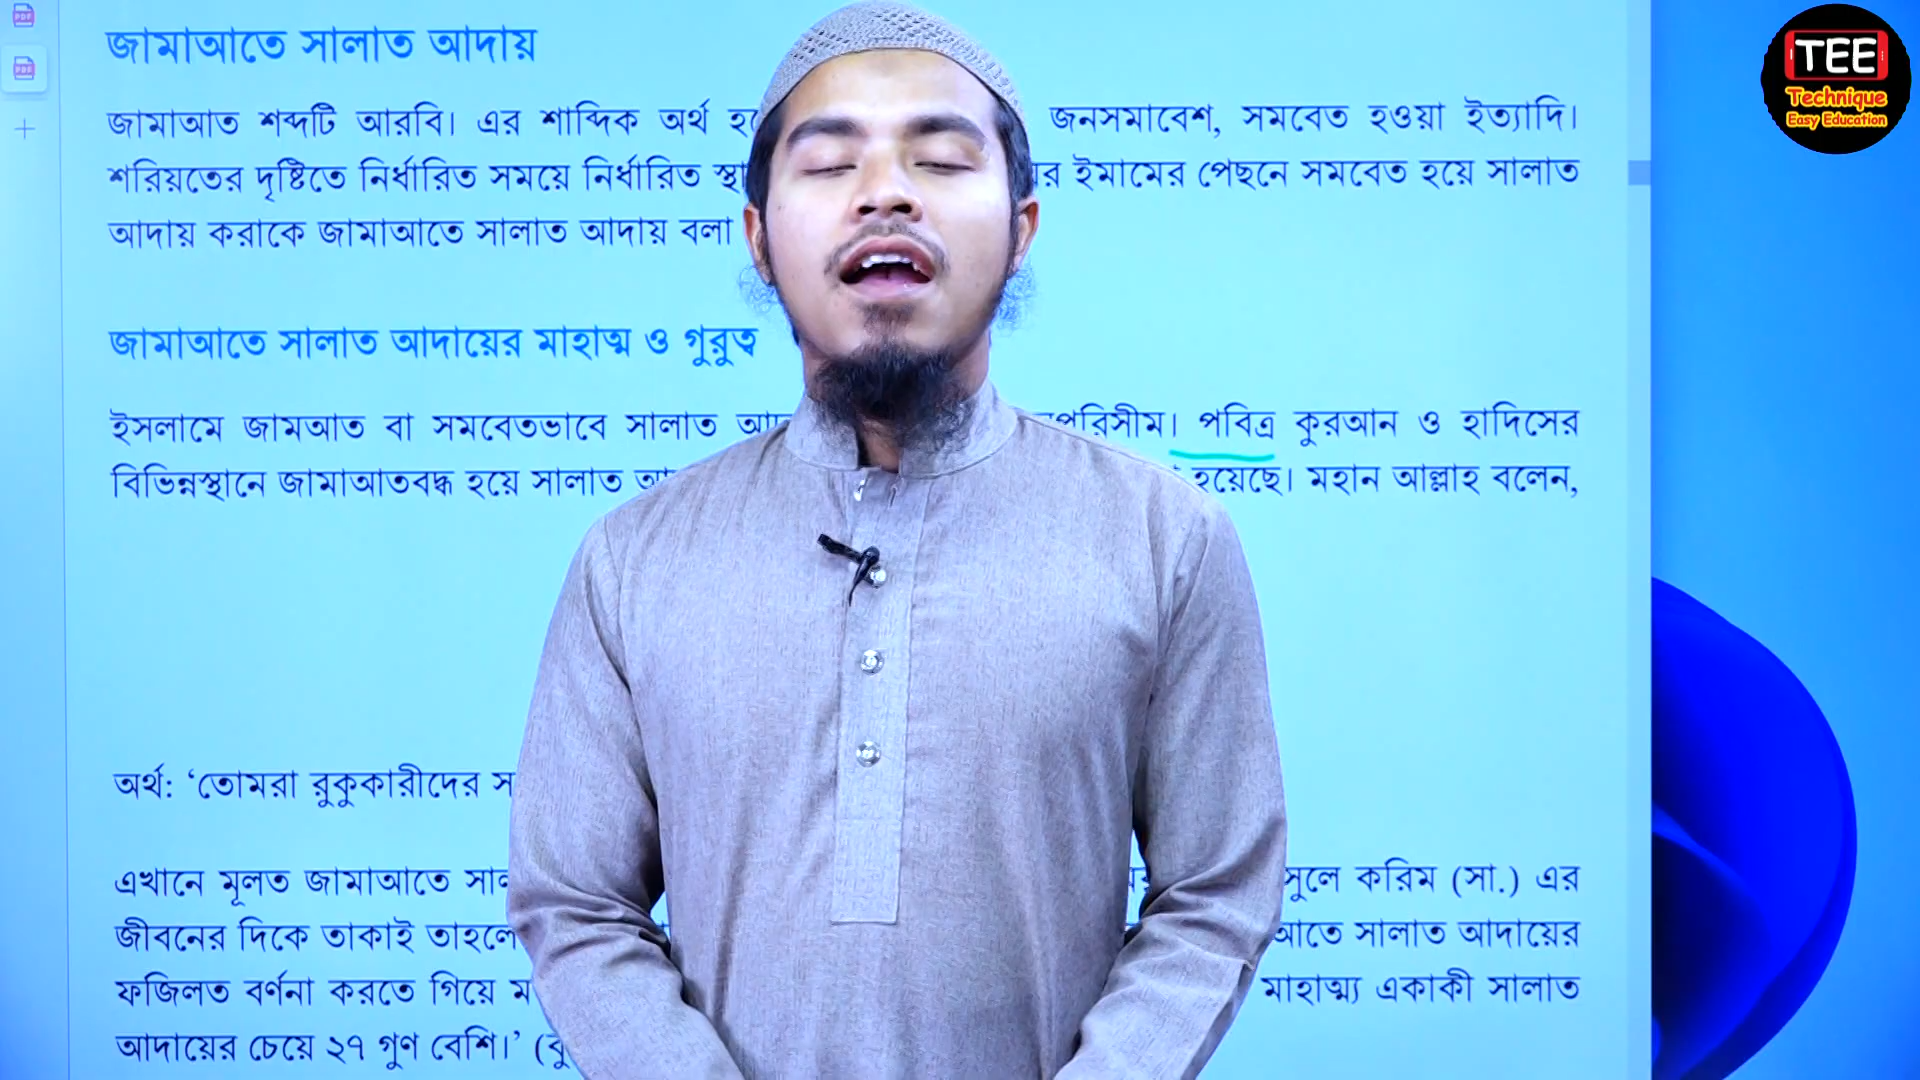 জামাআতে সালাত আদায়
জামাআত শব্দটি আরবি। এর শাব্দিক অর্থ জনসমাবেশ, সমবেত হওয়া ইত্যাদি।
শরিয়তের দৃষ্টিতে নির্ধারিত সময়ে নির্ধারিত ইমামের পেছনে সমবেত হয়ে সালাত
আদায় করাকে জামাআতে সালাত আদায় বলা
জামাআতে সালাত আদায়ের মাহাত্ম ও গুরুত্ব
ইসলামে জামআত বা সমবেতভাবে সালাত পবিত্র কুরআন ও হাদিসের
বিভিন্নস্থানে জামাআতবদ্ধ হয়ে সালাত হয়েছে। মহান আল্লাহ বলেন,
অর্থ: ‘তোমরা রুকুকারীদের
এখানে মূলত জামাআতে করিম (সা.) এর
জীবনের দিকে তাকাই তাহলে সালাত আদায়ের
ফজিলত বর্ণনা করতে গিয়ে মাহাত্ম্য একাকী সালাত
আদায়ের চেয়ে ২৭ গুণ বেশি।’
TEE
Technique
Easy Education
PDF
PDF